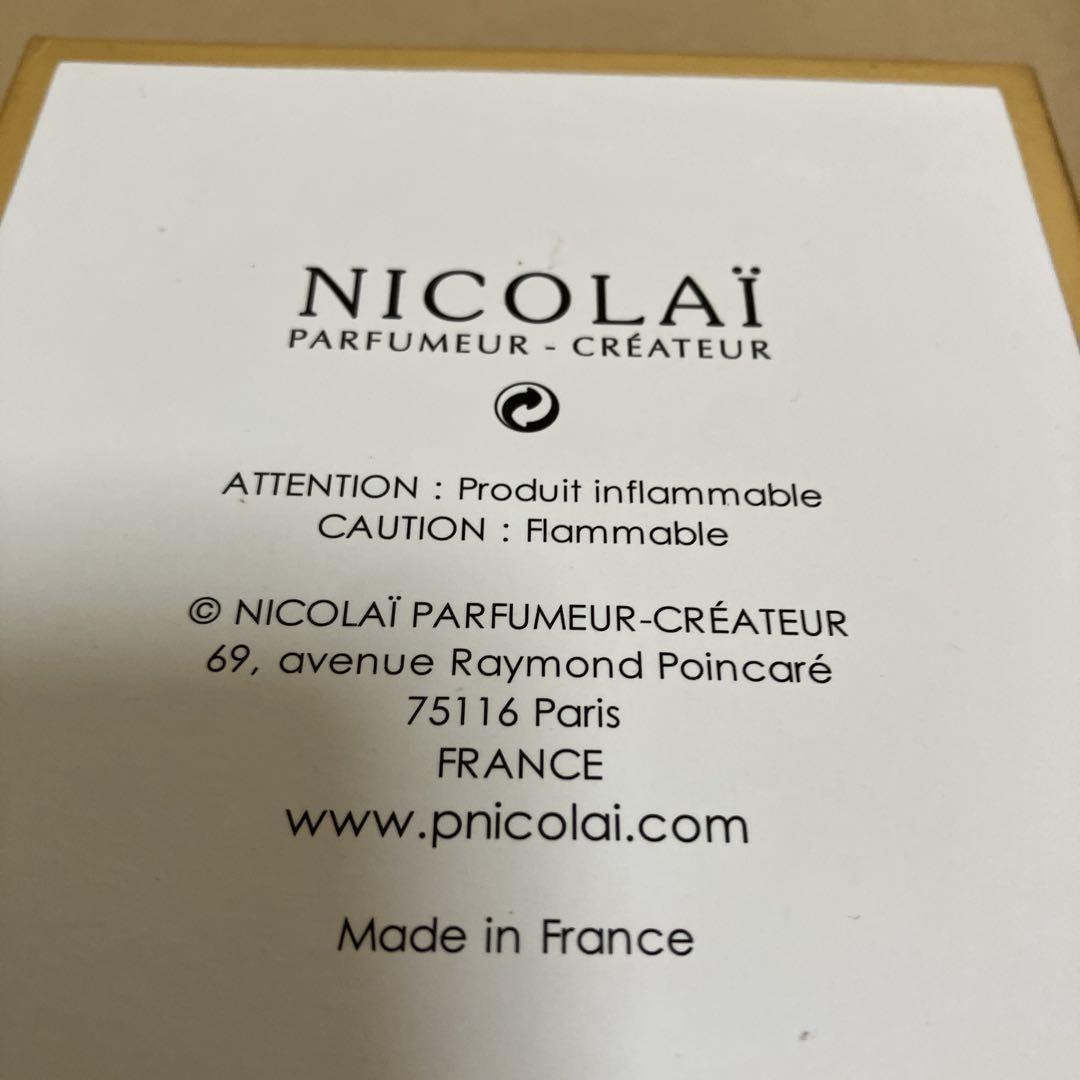 NICOLAÏ
PARFUMEUR - CRÉATEUR
ATTENTION : Produit inflammable
CAUTION : Flammable
© NICOLAÏ PARFUMEUR-CRÉATEUR
69, avenue Raymond Poincaré
75116 Paris
FRANCE
www.pnicolai.com
Made in France